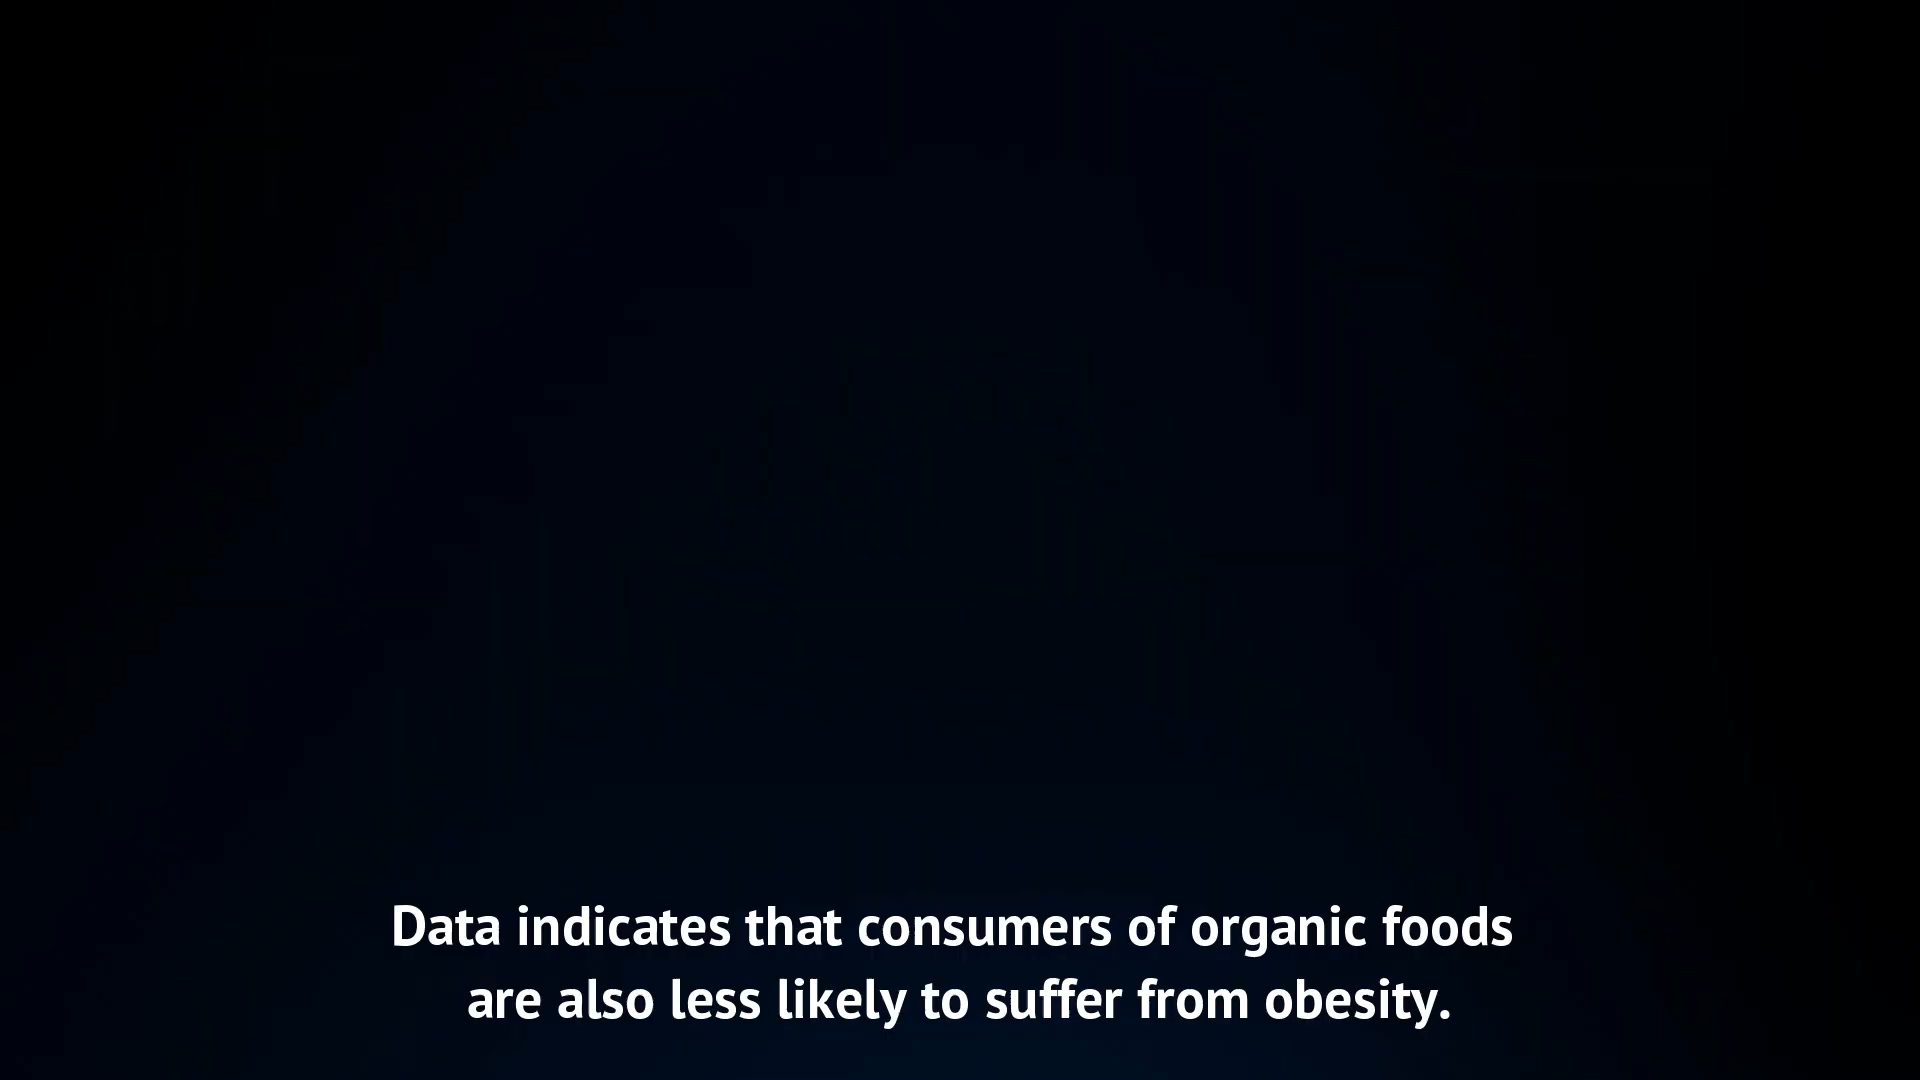 Data indicates that consumers of organic foods
are also less likely to suffer from obesity.